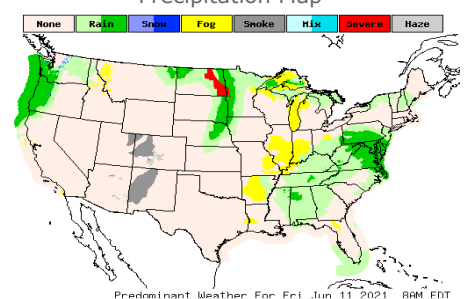 Precipitation Map
None Rain Snow Fog Smoke Mix Severe Haze
Predominant Weather For Fri Jun 11 2021 8AM EDT